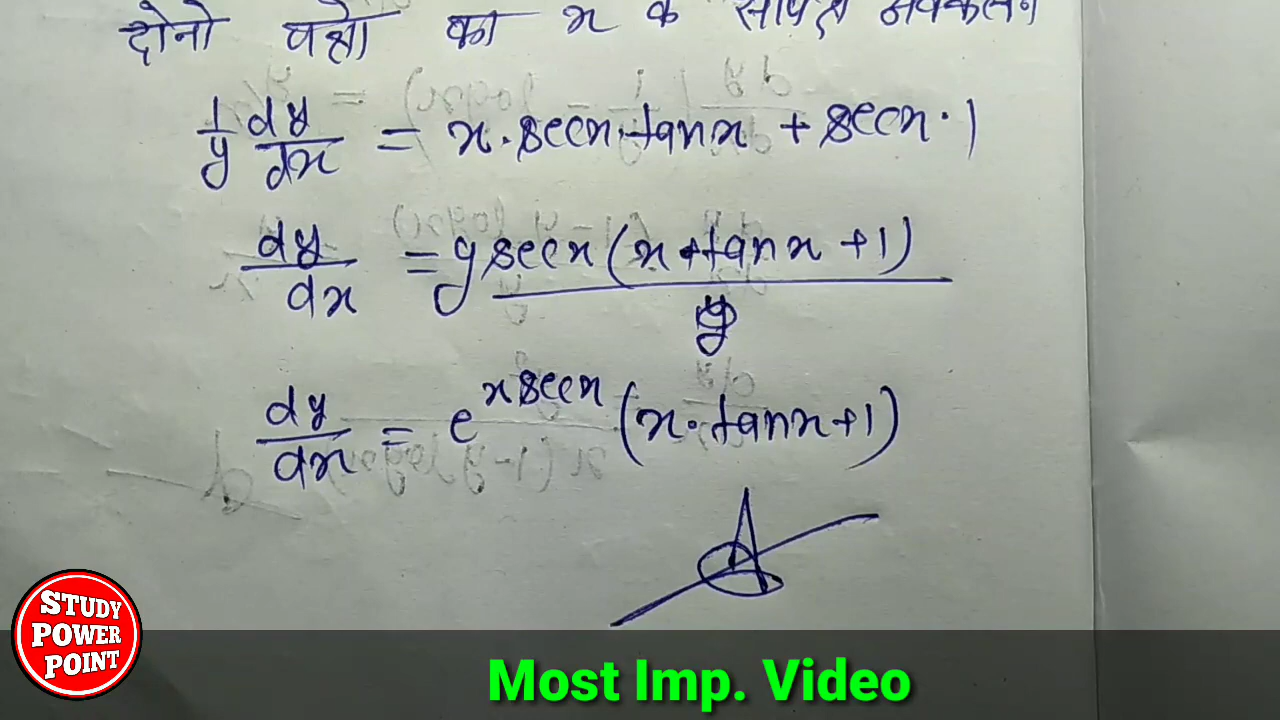 दोनो पक्षो का x के सापेक्ष अवकलन
1/y dy/dx = x·secx·tanx + secx·1
dy/dx = y secx(x·tanx+1)
dy/dx = e^xsecx (x·tanx+1)
STUDY
POWER
POINT
Most Imp. Video